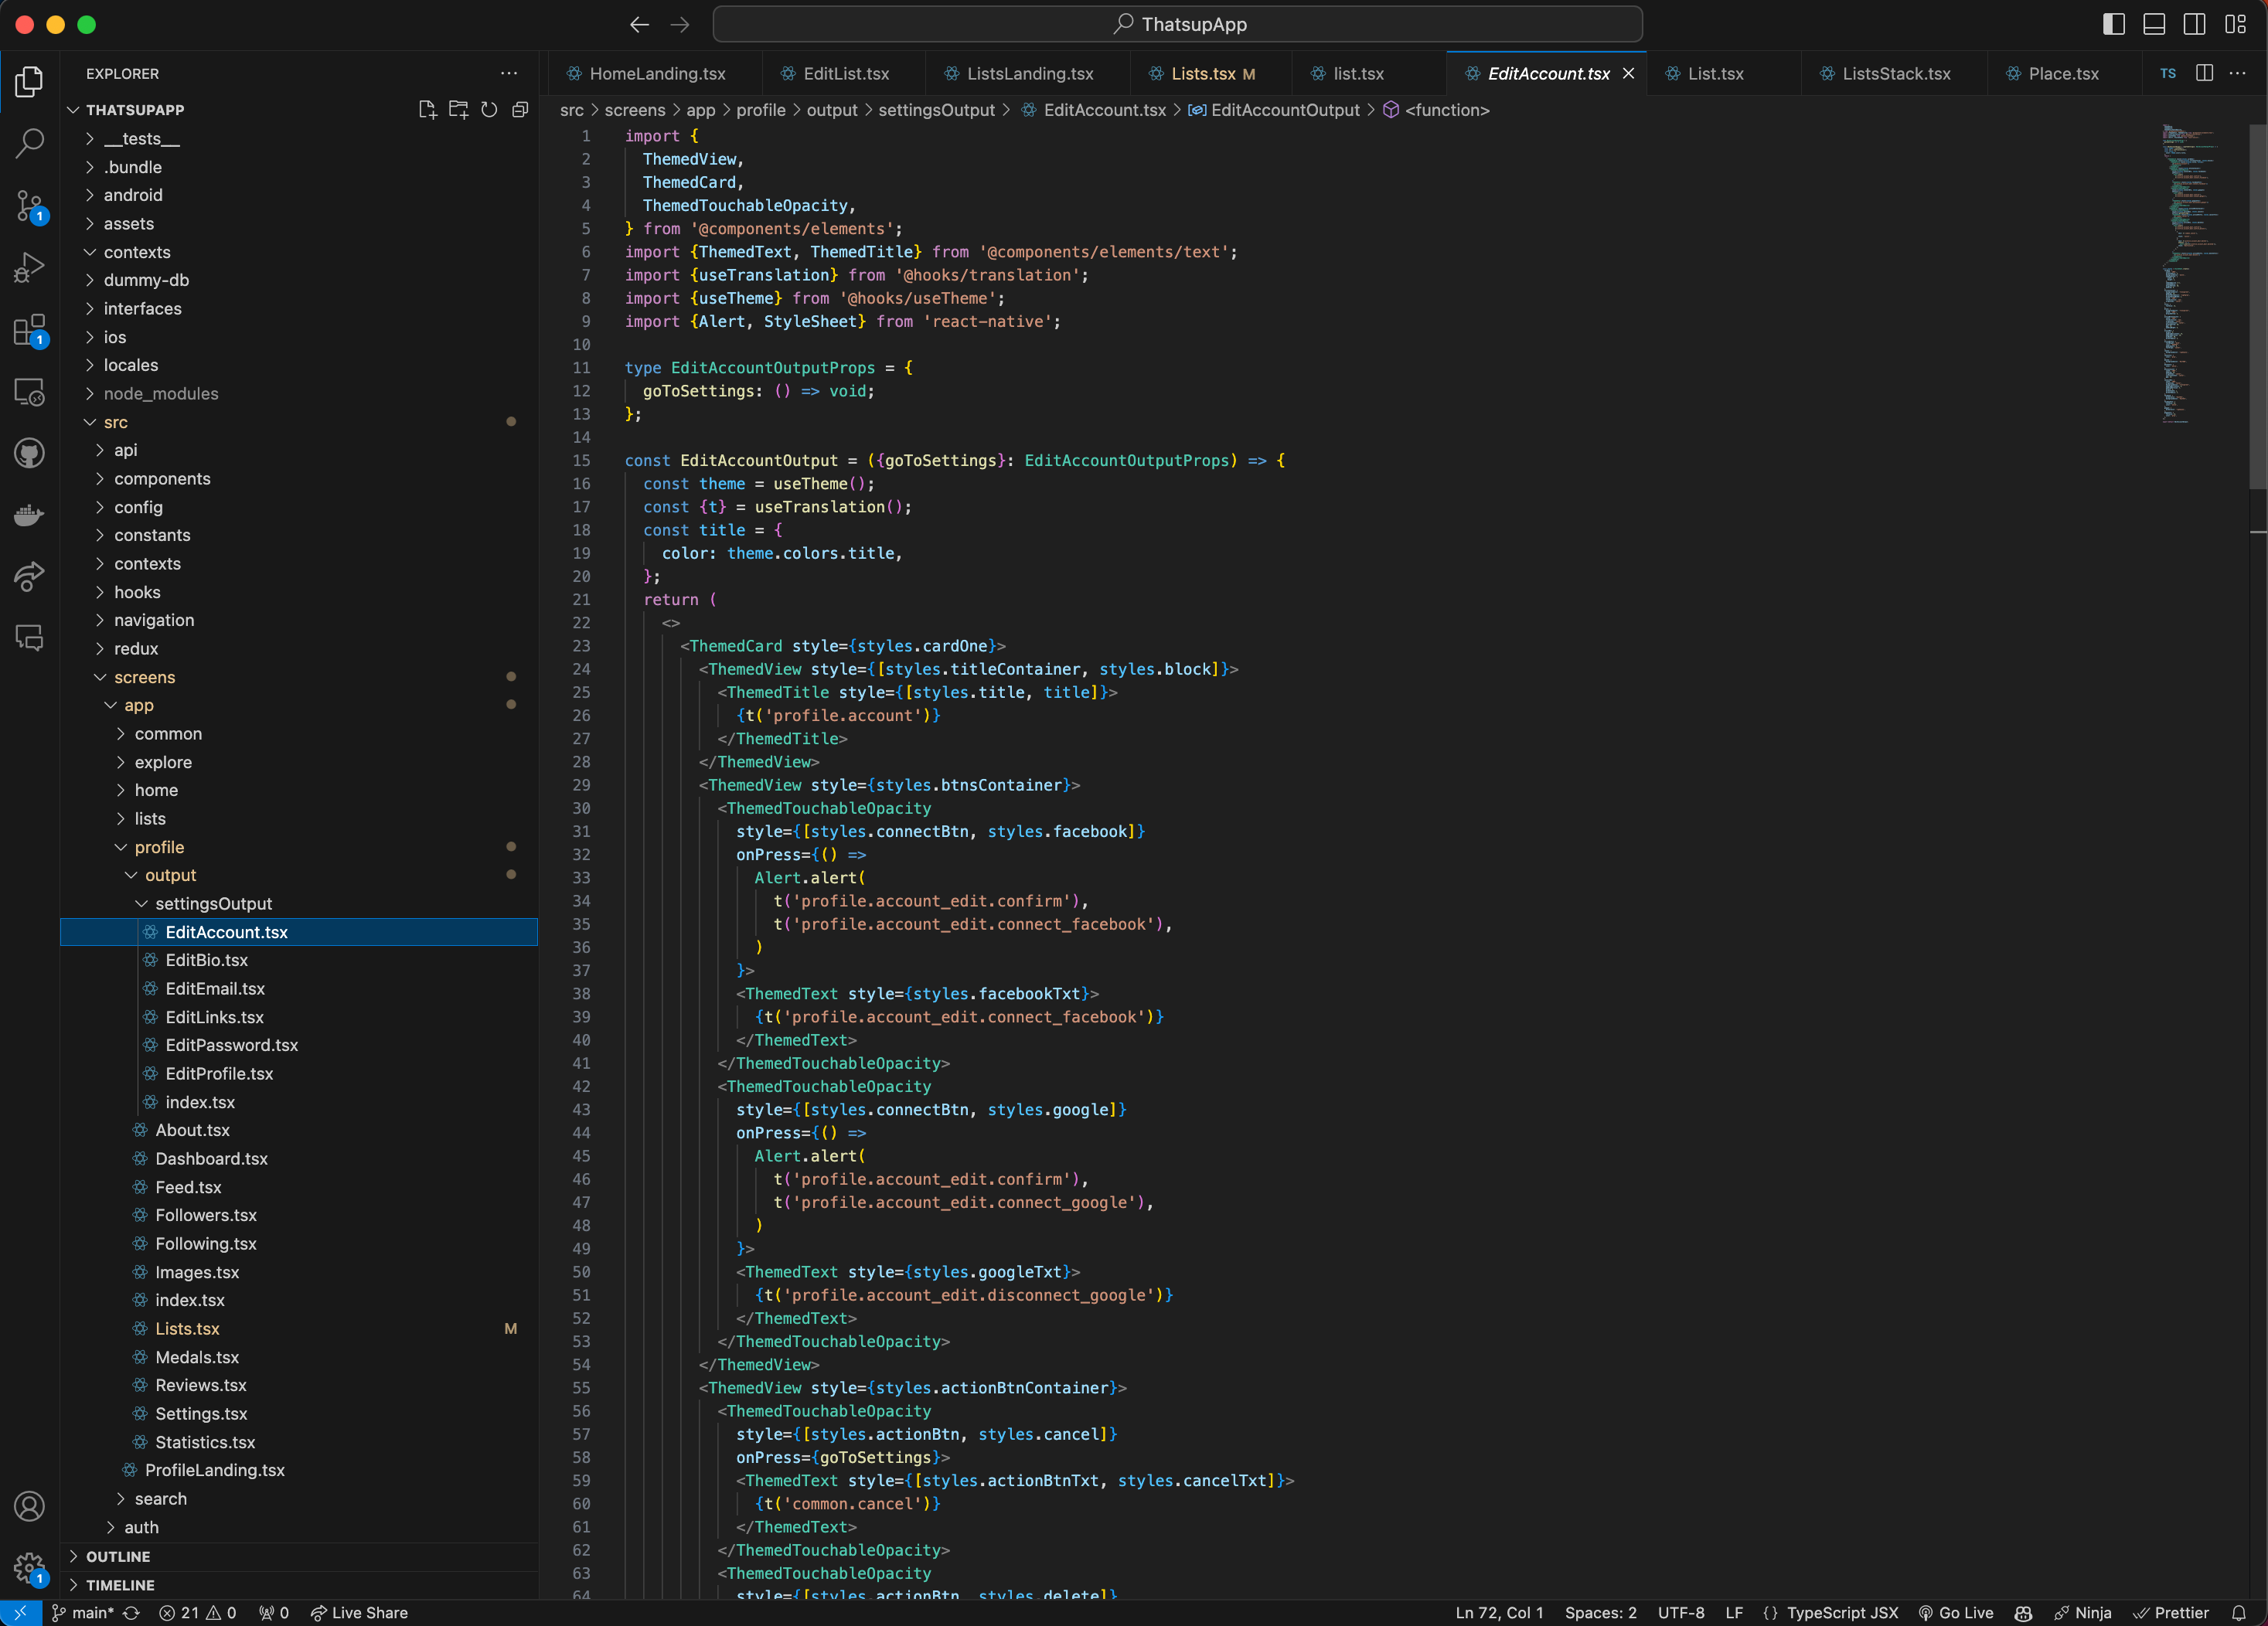 ThatsupApp
EXPLORER
THATSUPAPP
__tests__
.bundle
android
assets
contexts
dummy-db
interfaces
ios
locales
node_modules
src
api
components
config
constants
contexts
hooks
navigation
redux
screens
app
common
explore
home
lists
profile
output
settingsOutput
EditAccount.tsx
EditBio.tsx
EditEmail.tsx
EditLinks.tsx
EditPassword.tsx
EditProfile.tsx
index.tsx
About.tsx
Dashboard.tsx
Feed.tsx
Followers.tsx
Following.tsx
Images.tsx
index.tsx
Lists.tsx M
Medals.tsx
Reviews.tsx
Settings.tsx
Statistics.tsx
ProfileLanding.tsx
search
auth
OUTLINE
TIMELINE
1
1
1
HomeLanding.tsx EditList.tsx ListsLanding.tsx Lists.tsx M list.tsx EditAccount.tsx List.tsx ListsStack.tsx Place.tsx TS
src > screens > app > profile > output > settingsOutput > EditAccount.tsx > EditAccountOutput > <function>
1 import {
2 ThemedView,
3 ThemedCard,
4 ThemedTouchableOpacity,
5 } from '@components/elements';
6 import {ThemedText, ThemedTitle} from '@components/elements/text';
7 import {useTranslation} from '@hooks/translation';
8 import {useTheme} from '@hooks/useTheme';
9 import {Alert, StyleSheet} from 'react-native';
10
11 type EditAccountOutputProps = {
12 goToSettings: () => void;
13 };
14
15 const EditAccountOutput = ({goToSettings}: EditAccountOutputProps) => {
16 const theme = useTheme();
17 const {t} = useTranslation();
18 const title = {
19 color: theme.colors.title,
20 };
21 return (
22 <>
23 <ThemedCard style={styles.cardOne}>
24 <ThemedView style={[styles.titleContainer, styles.block]}>
25 <ThemedTitle style={[styles.title, title]}>
26 {t('profile.account')}
27 </ThemedTitle>
28 </ThemedView>
29 <ThemedView style={styles.btnsContainer}>
30 <ThemedTouchableOpacity
31 style={[styles.connectBtn, styles.facebook]}
32 onPress={() =>
33 Alert.alert(
34 t('profile.account_edit.confirm'),
35 t('profile.account_edit.connect_facebook'),
36 )
37 }>
38 <ThemedText style={styles.facebookTxt}>
39 {t('profile.account_edit.connect_facebook')}
40 </ThemedText>
41 </ThemedTouchableOpacity>
42 <ThemedTouchableOpacity
43 style={[styles.connectBtn, styles.google]}
44 onPress={() =>
45 Alert.alert(
46 t('profile.account_edit.confirm'),
47 t('profile.account_edit.connect_google'),
48 )
49 }>
50 <ThemedText style={styles.googleTxt}>
51 {t('profile.account_edit.disconnect_google')}
52 </ThemedText>
53 </ThemedTouchableOpacity>
54 </ThemedView>
55 <ThemedView style={styles.actionBtnContainer}>
56 <ThemedTouchableOpacity
57 style={[styles.actionBtn, styles.cancel]}
58 onPress={goToSettings}>
59 <ThemedText style={[styles.actionBtnTxt, styles.cancelTxt]}>
60 {t('common.cancel')}
61 </ThemedText>
62 </ThemedTouchableOpacity>
63 <ThemedTouchableOpacity
64 style={[styles.actionBtn, styles.delete]}
main* 21 0 0 Live Share Ln 72, Col 1 Spaces: 2 UTF-8 LF {} TypeScript JSX Go Live Ninja Prettier